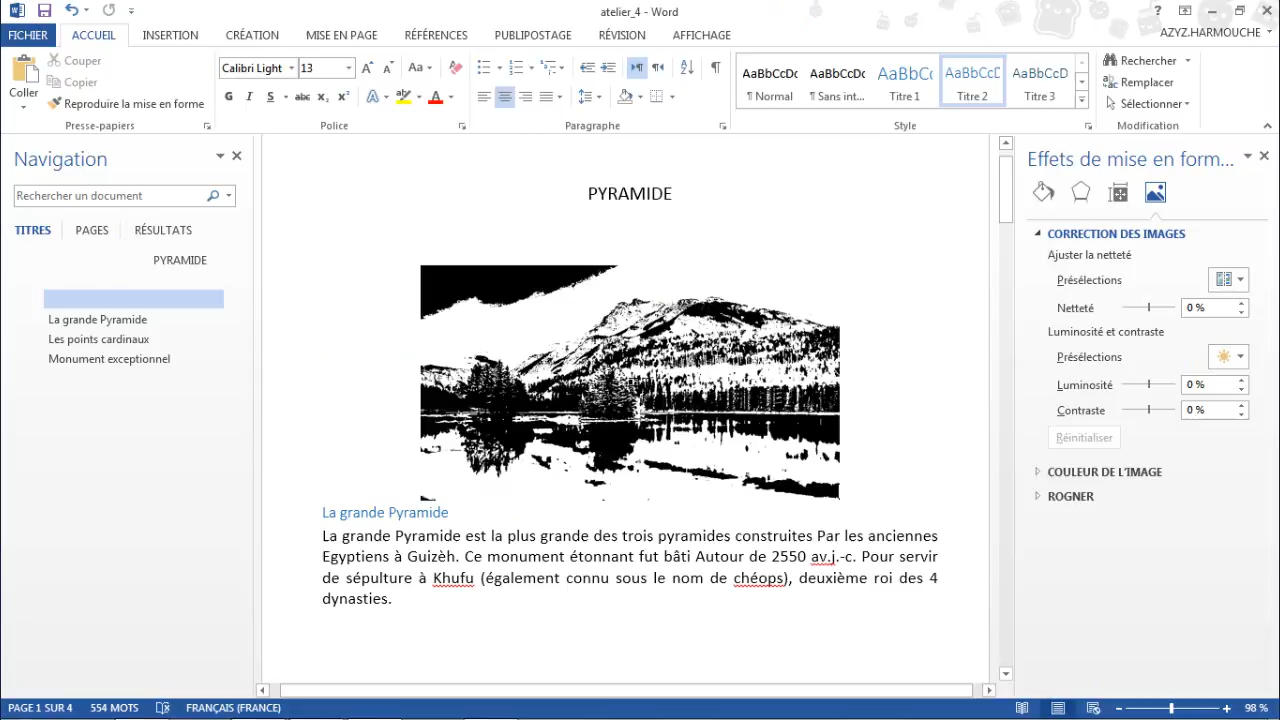 atelier_4 - Word
?
FICHIER ACCUEIL INSERTION CRÉATION MISE EN PAGE RÉFÉRENCES PUBLIPOSTAGE RÉVISION AFFICHAGE AZYZ.HARMOUCHE
Coller
Couper
Copier
Reproduire la mise en forme
Presse-papiers
Calibri Light 13
Aa
G I S abc x₂ x²
A A
Police
Paragraphe
AaBbCcDc AaBbCcDc AaBbCc AaBbCcD AaBbCcD
¶ Normal ¶ Sans int... Titre 1 Titre 2 Titre 3
Style
Rechercher
Remplacer
Sélectionner
Modification
Navigation
Rechercher un document
TITRES PAGES RÉSULTATS
PYRAMIDE
La grande Pyramide
Les points cardinaux
Monument exceptionnel
PYRAMIDE
La grande Pyramide
La grande Pyramide est la plus grande des trois pyramides construites Par les anciennes
Egyptiens à Guizèh. Ce monument étonnant fut bâti Autour de 2550 av.j.-c. Pour servir
de sépulture à Khufu (également connu sous le nom de chéops), deuxième roi des 4
dynasties.
Effets de mise en form...
CORRECTION DES IMAGES
Ajuster la netteté
Présélections
Netteté 0 %
Luminosité et contraste
Présélections
Luminosité 0 %
Contraste 0 %
Réinitialiser
COULEUR DE L'IMAGE
ROGNER
PAGE 1 SUR 4 554 MOTS FRANÇAIS (FRANCE) 98 %